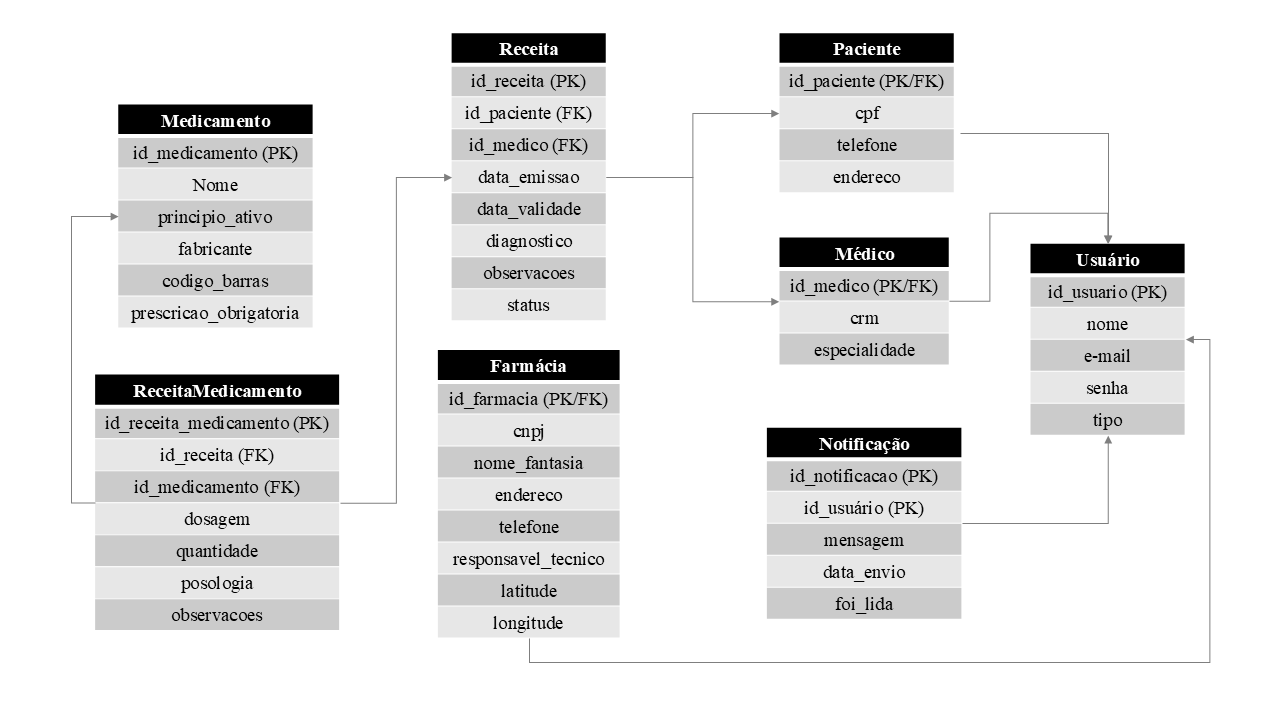 Medicamento
id_medicamento (PK)
Nome
principio_ativo
fabricante
codigo_barras
prescricao_obrigatoria
ReceitaMedicamento
id_receita_medicamento (PK)
id_receita (FK)
id_medicamento (FK)
dosagem
quantidade
posologia
observacoes
Receita
id_receita (PK)
id_paciente (FK)
id_medico (FK)
data_emissao
data_validade
diagnostico
observacoes
status
Farmácia
id_farmacia (PK/FK)
cnpj
nome_fantasia
endereco
telefone
responsavel_tecnico
latitude
longitude
Paciente
id_paciente (PK/FK)
cpf
telefone
endereco
Médico
id_medico (PK/FK)
crm
especialidade
Notificação
id_notificacao (PK)
id_usuário (PK)
mensagem
data_envio
foi_lida
Usuário
id_usuario (PK)
nome
e-mail
senha
tipo